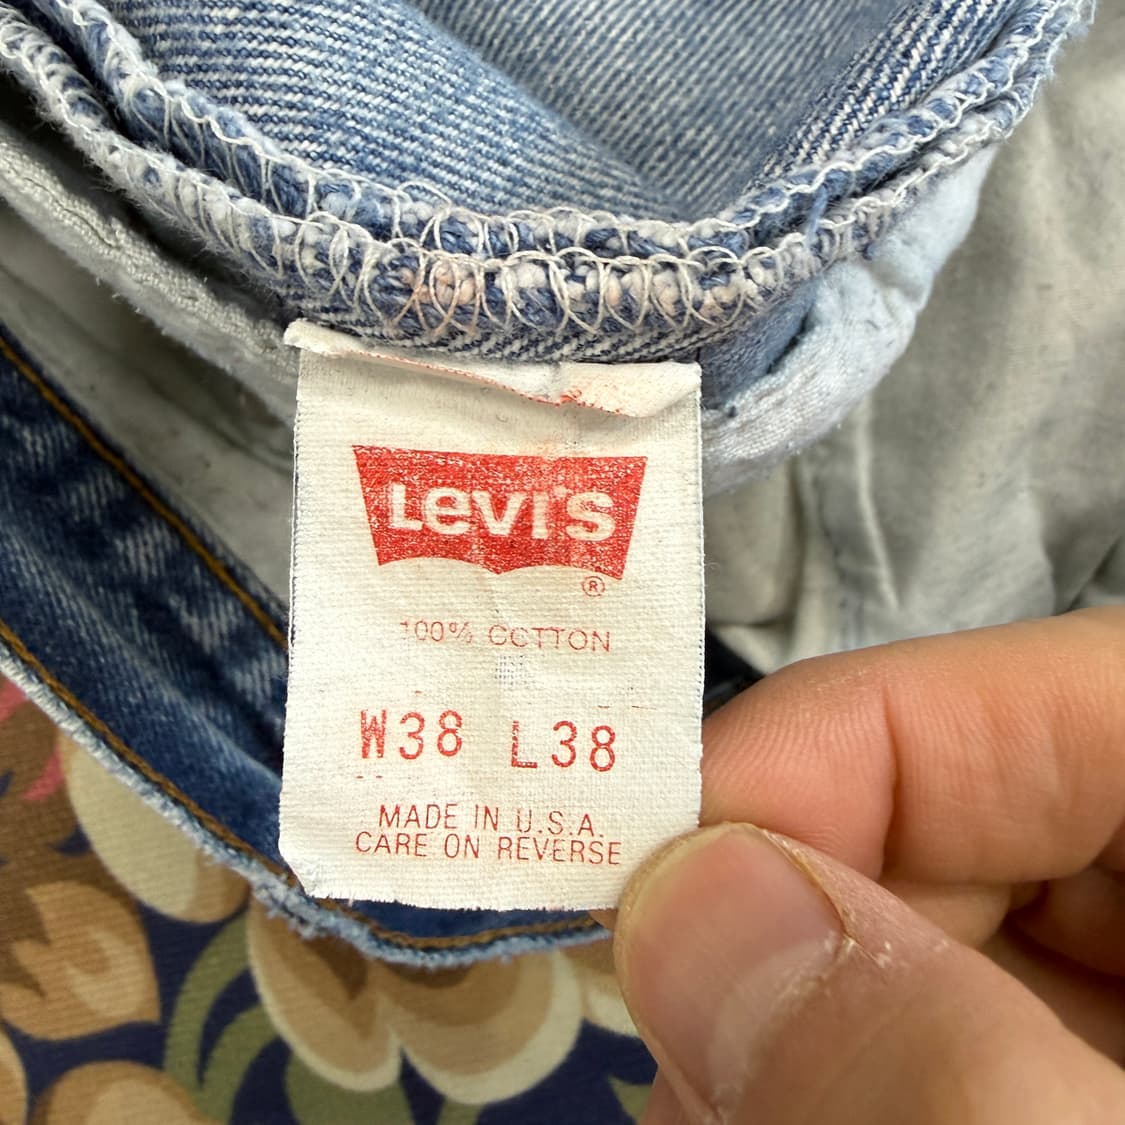 Levi's
®
100% COTTON
W38 L38
MADE IN U.S.A.
CARE ON REVERSE